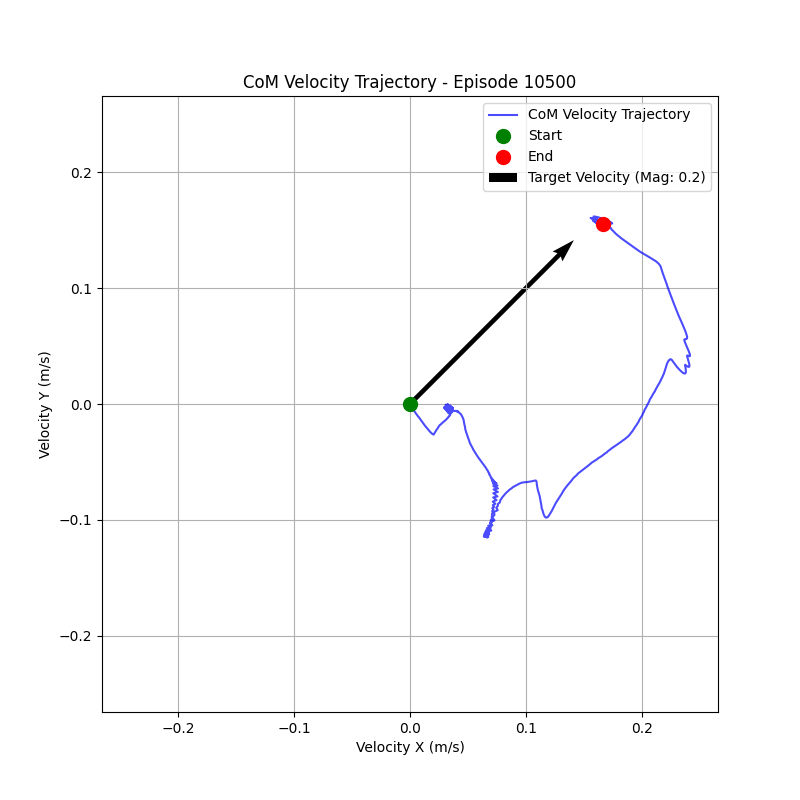 CoM Velocity Trajectory - Episode 10500
CoM Velocity Trajectory
Start
End
Target Velocity (Mag: 0.2)
Velocity Y (m/s)
0.2
0.1
0.0
−0.1
−0.2
−0.2
−0.1
0.0
0.1
0.2
Velocity X (m/s)